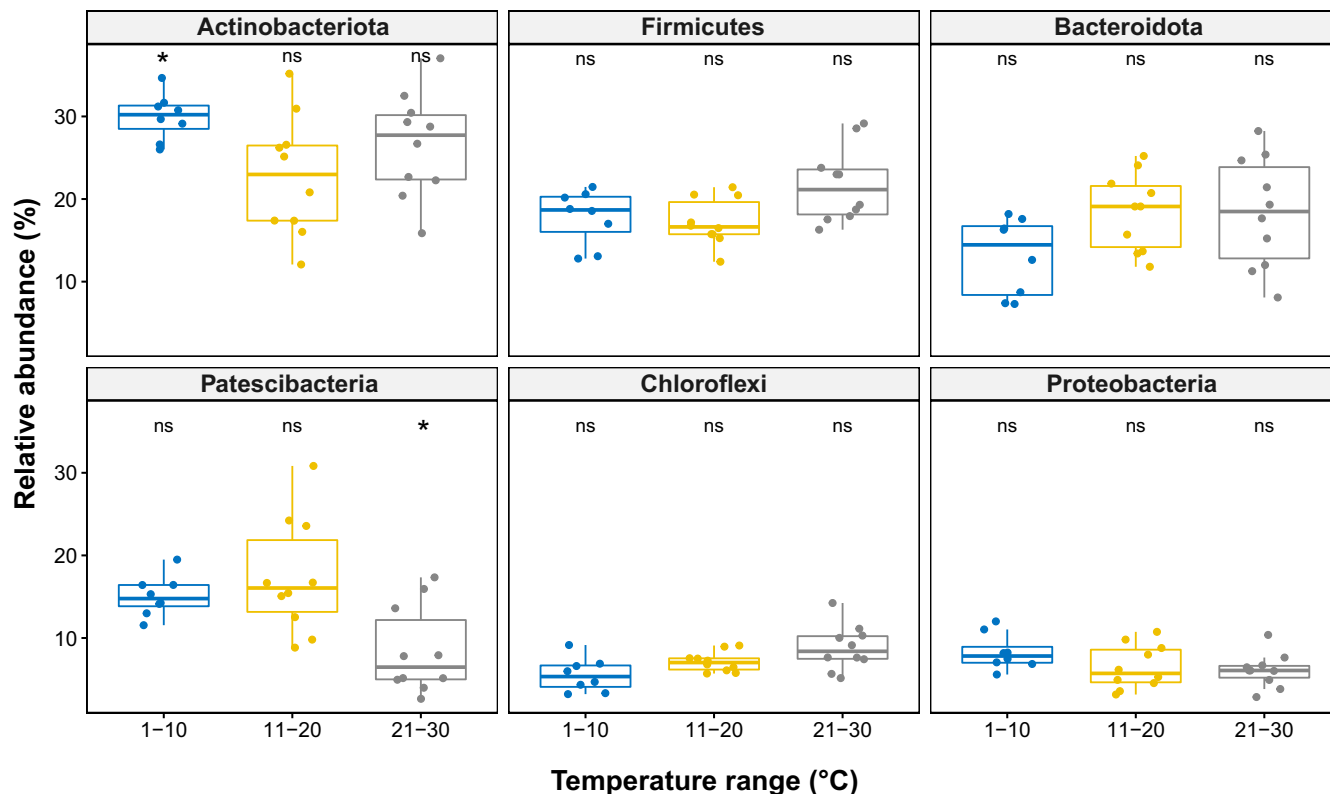 Actinobacteriota Firmicutes Bacteroidota
* ns ns ns ns ns ns ns ns
30
20
10
Patescibacteria Chloroflexi Proteobacteria
ns ns * ns ns ns ns ns ns
30
20
10
1−10 11−20 21−30 1−10 11−20 21−30 1−10 11−20 21−30
Relative abundance (%)
Temperature range (°C)